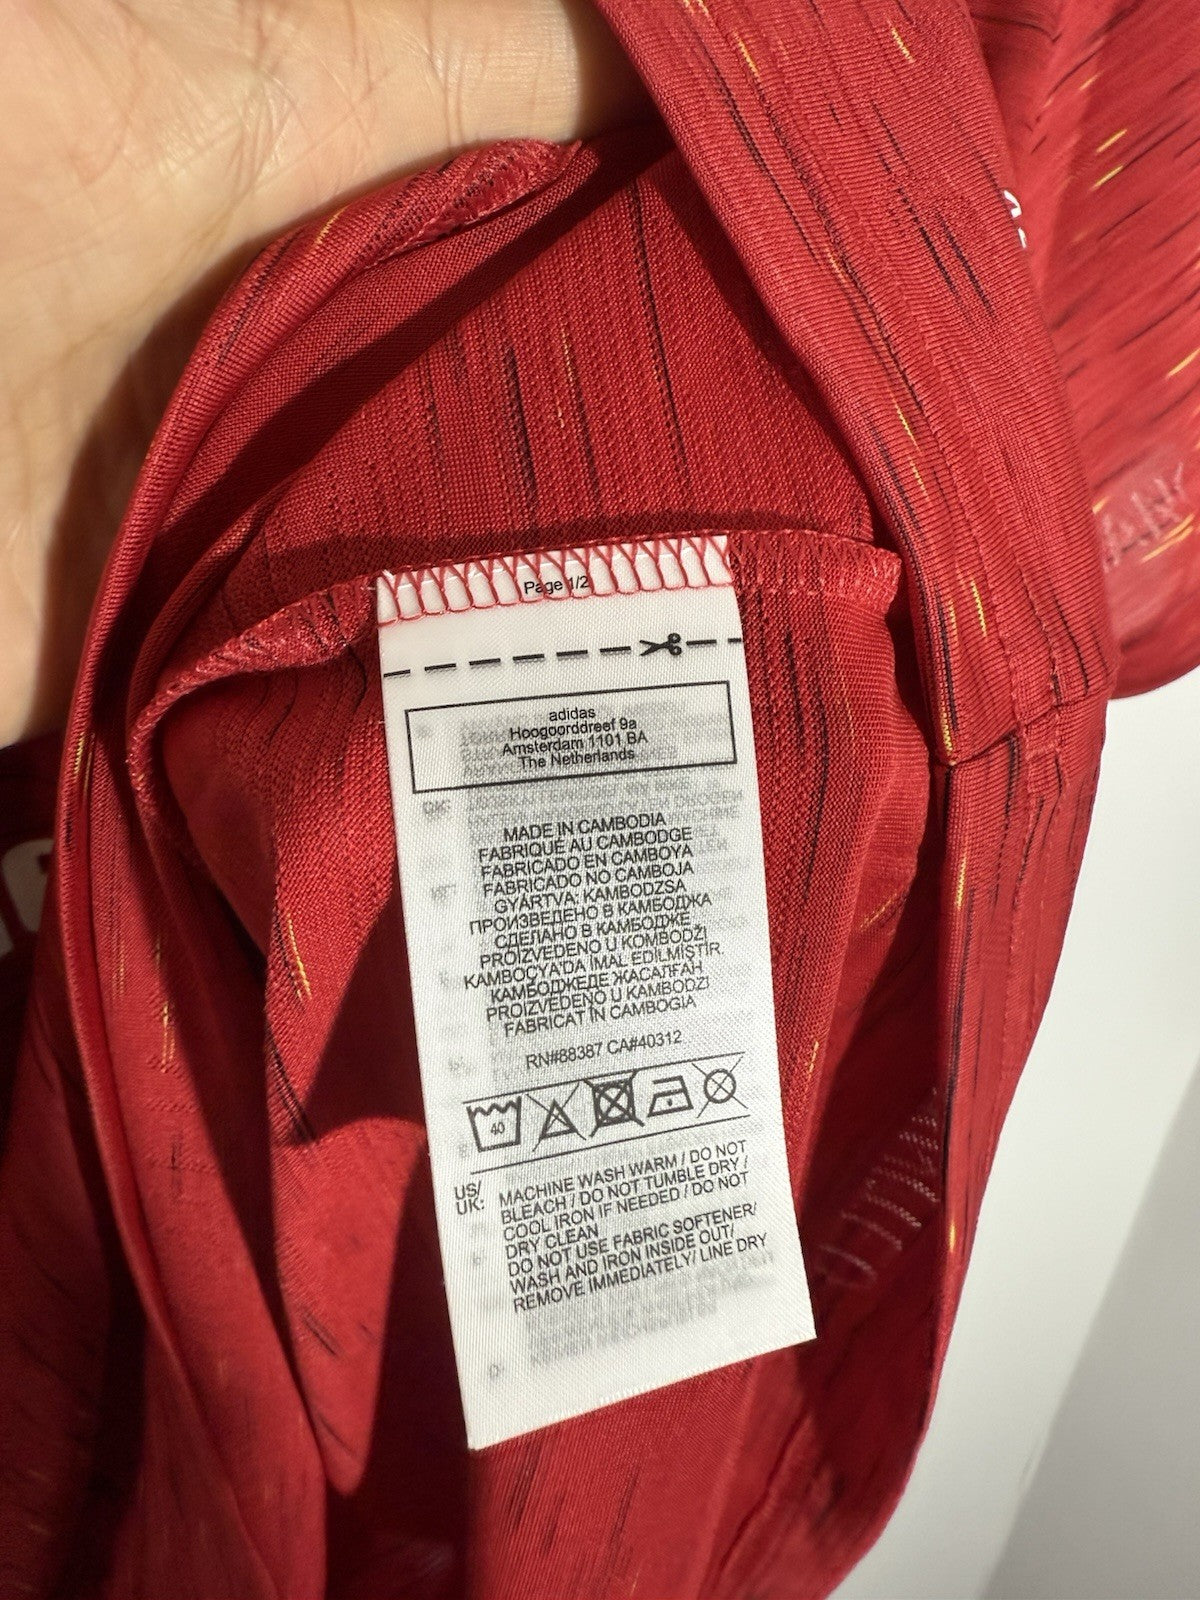 Page 1/2
adidas
Hoogoorddreef 9a
Amsterdam 1101 BA
The Netherlands
MADE IN CAMBODIA
FABRIQUÉ AU CAMBODGE
FABRICADO EN CAMBOYA
FABRICADO NO CAMBOJA
GYÁRTVA: KAMBODZSA
ПРОИЗВЕДЕНО В КАМБОДЖА
СДЕЛАНО В КАМБОДЖЕ
PROIZVEDENO U KOMBODŽI
KAMBOÇYA'DA İMAL EDİLMİŞTİR.
КАМБОДЖЕДЕ ЖАСАЛҒАН
PROIZVEDENO U KAMBODŽI
FABRICAT ÎN CAMBOGIA
RN#88387 CA#40312
40
US/
UK:
MACHINE WASH WARM / DO NOT
BLEACH / DO NOT TUMBLE DRY /
COOL IRON IF NEEDED / DO NOT
DRY CLEAN
DO NOT USE FABRIC SOFTENER/
WASH AND IRON INSIDE OUT/
REMOVE IMMEDIATELY/ LINE DRY